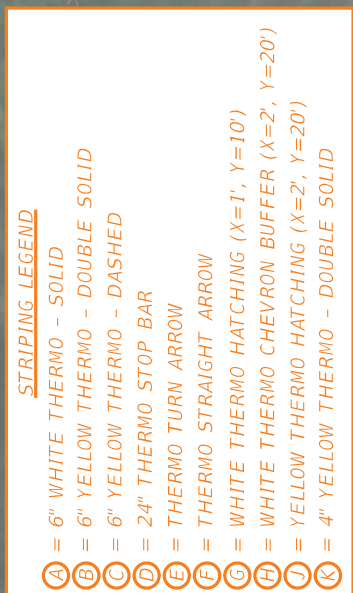 STRIPING LEGEND
A = 6" WHITE THERMO - SOLID
B = 6" YELLOW THERMO - DOUBLE SOLID
C = 6" YELLOW THERMO - DASHED
D = 24" THERMO STOP BAR
E = THERMO TURN ARROW
F = THERMO STRAIGHT ARROW
G = WHITE THERMO HATCHING (X=1', Y=10')
H = WHITE THERMO CHEVRON BUFFER (X=2', Y=20')
J = YELLOW THERMO HATCHING (X=2', Y=20')
K = 4" YELLOW THERMO - DOUBLE SOLID